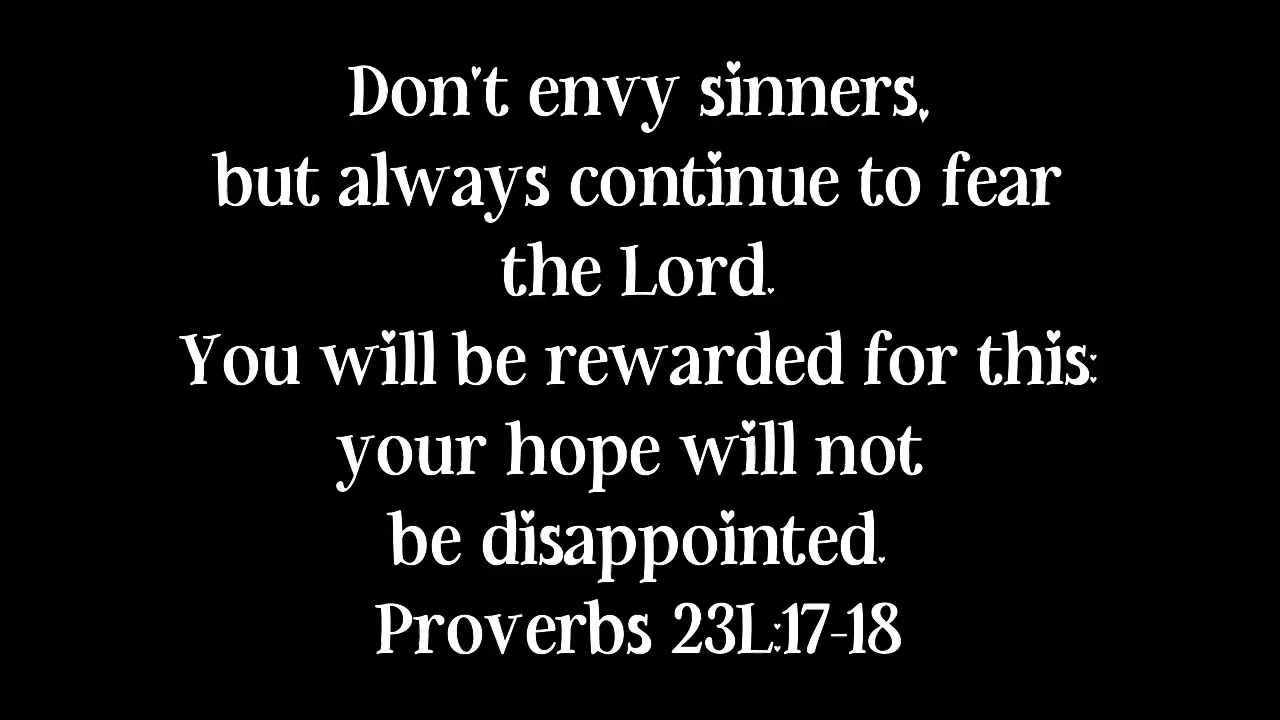 Don't envy sinners,
but always continue to fear
the Lord.
You will be rewarded for this:
your hope will not
be disappointed.
Proverbs 23L:17-18